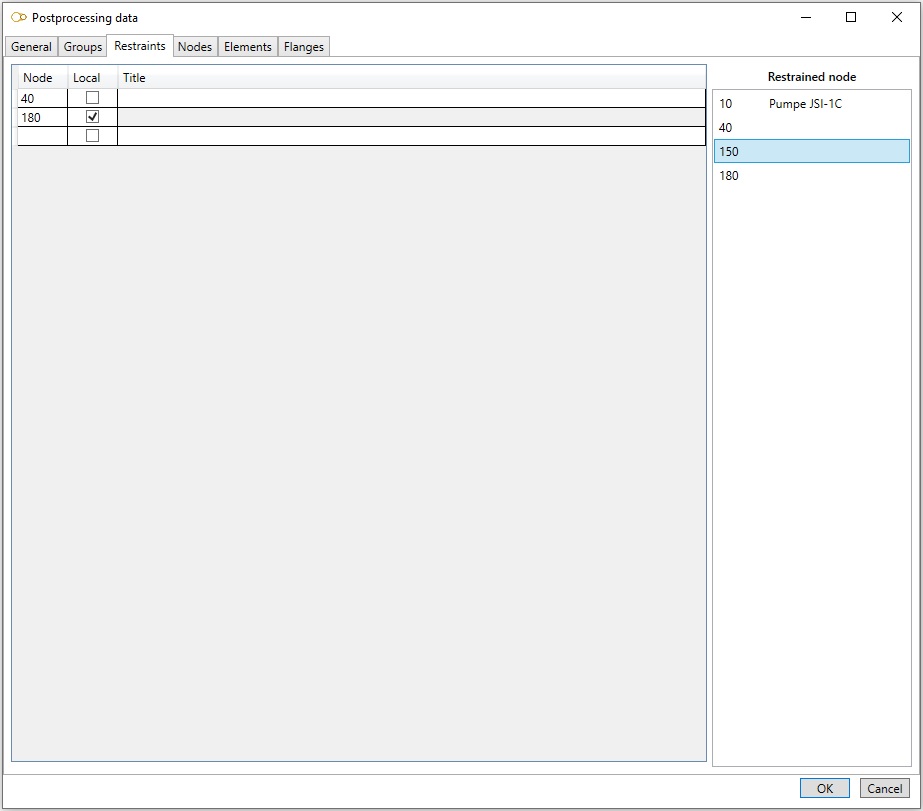 Postprocessing data
General Groups Restraints Nodes Elements Flanges
Node Local Title
40
180
Restrained node
10 Pumpe JSI-1C
40
150
180
OK Cancel